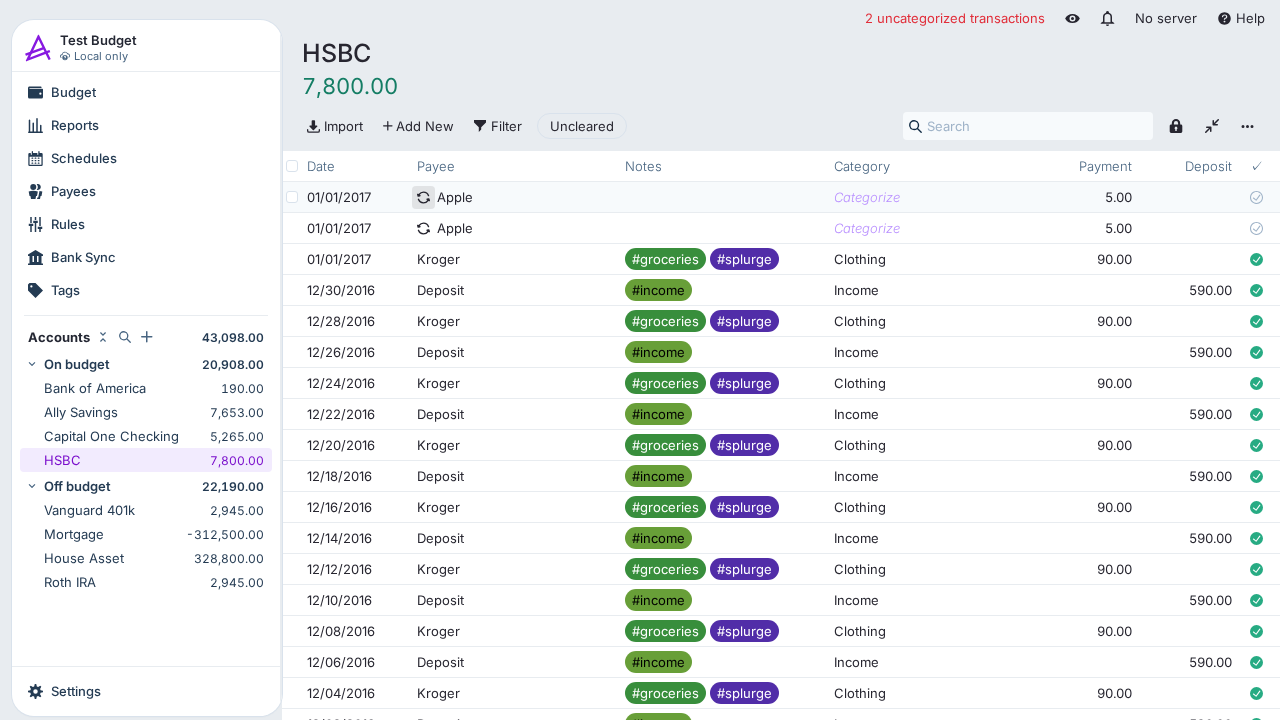 Test Budget
Local only
Budget
Reports
Schedules
Payees
Rules
Bank Sync
Tags
Accounts 43,098.00
On budget 20,908.00
Bank of America 190.00
Ally Savings 7,653.00
Capital One Checking 5,265.00
HSBC 7,800.00
Off budget 22,190.00
Vanguard 401k 2,945.00
Mortgage -312,500.00
House Asset 328,800.00
Roth IRA 2,945.00
Settings
2 uncategorized transactions No server Help
HSBC
7,800.00
Import Add New Filter Uncleared Search
Date Payee Notes Category Payment Deposit ✓
01/01/2017 Apple Categorize 5.00
01/01/2017 Apple Categorize 5.00
01/01/2017 Kroger #groceries #splurge Clothing 90.00
12/30/2016 Deposit #income Income 590.00
12/28/2016 Kroger #groceries #splurge Clothing 90.00
12/26/2016 Deposit #income Income 590.00
12/24/2016 Kroger #groceries #splurge Clothing 90.00
12/22/2016 Deposit #income Income 590.00
12/20/2016 Kroger #groceries #splurge Clothing 90.00
12/18/2016 Deposit #income Income 590.00
12/16/2016 Kroger #groceries #splurge Clothing 90.00
12/14/2016 Deposit #income Income 590.00
12/12/2016 Kroger #groceries #splurge Clothing 90.00
12/10/2016 Deposit #income Income 590.00
12/08/2016 Kroger #groceries #splurge Clothing 90.00
12/06/2016 Deposit #income Income 590.00
12/04/2016 Kroger #groceries #splurge Clothing 90.00